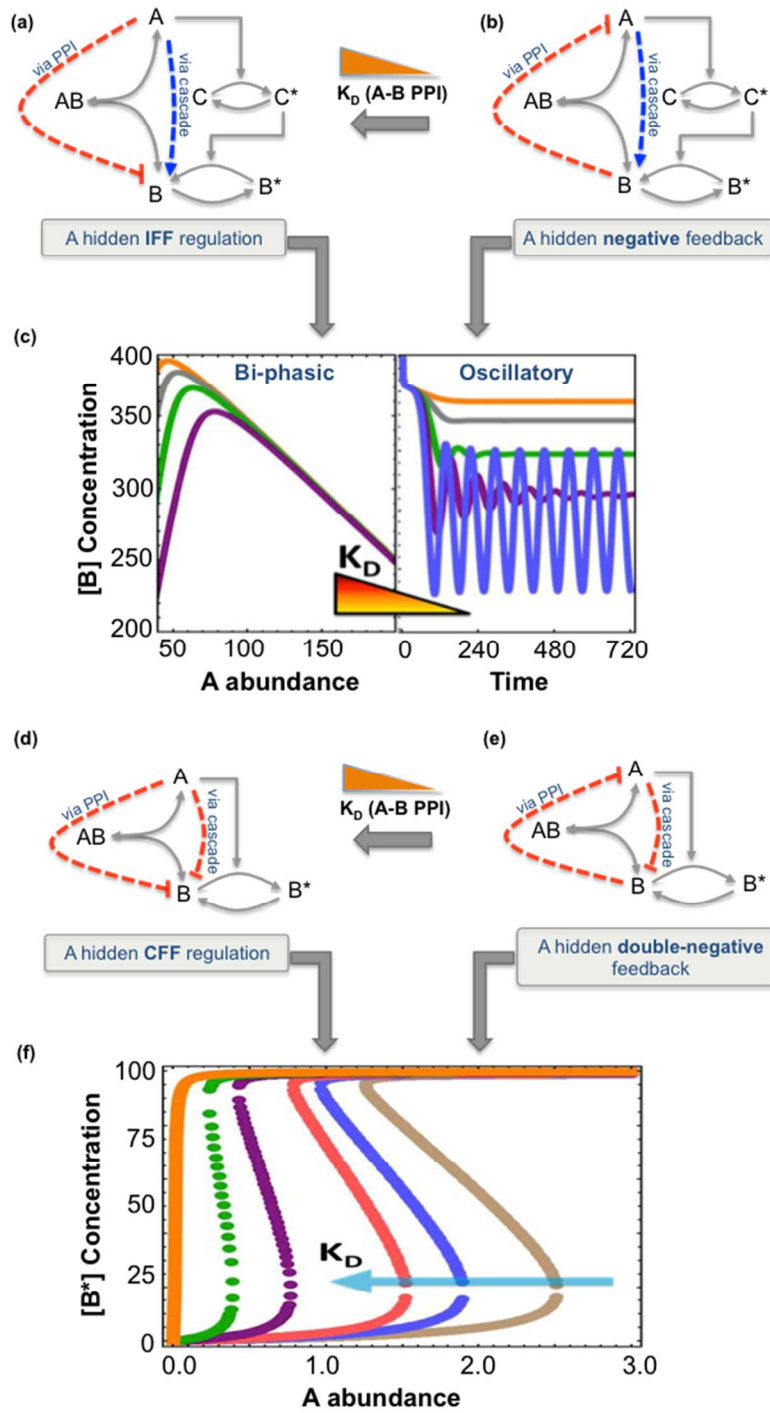 (a)
A
via PPI
AB
via cascade
C
C*
B
B*
K_D (A-B PPI)
(b)
A
via PPI
AB
via cascade
C
C*
B
B*
A hidden IFF regulation
A hidden negative feedback
(c)
[B] Concentration
400
350
300
250
200
Bi-phasic
Oscillatory
K_D
50
100
150
0
240
480
720
A abundance
Time
(d)
A
via PPI
AB
via cascade
B
B*
K_D (A-B PPI)
(e)
A
via PPI
AB
via cascade
B
B*
A hidden CFF regulation
A hidden double-negative
feedback
(f)
[B*] Concentration
100
75
50
25
0
K_D
0.0
1.0
2.0
3.0
A abundance